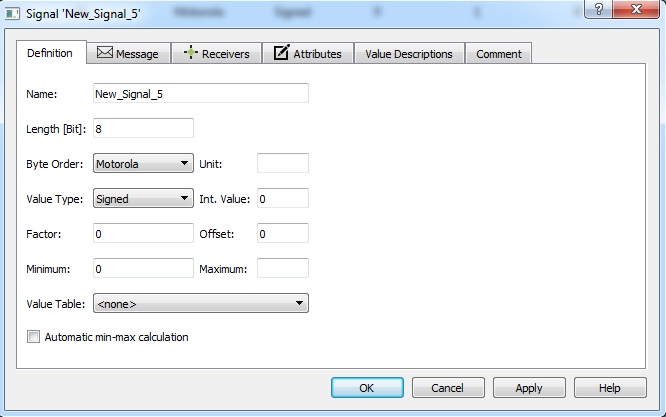 Signal 'New_Signal_5' Motorola Signed
Definition Message Receivers Attributes Value Descriptions Comment
Name: New_Signal_5
Length [Bit]: 8
Byte Order: Motorola Unit:
Value Type: Signed Int. Value: 0
Factor: 0 Offset: 0
Minimum: 0 Maximum:
Value Table: <none>
Automatic min-max calculation
OK Cancel Apply Help